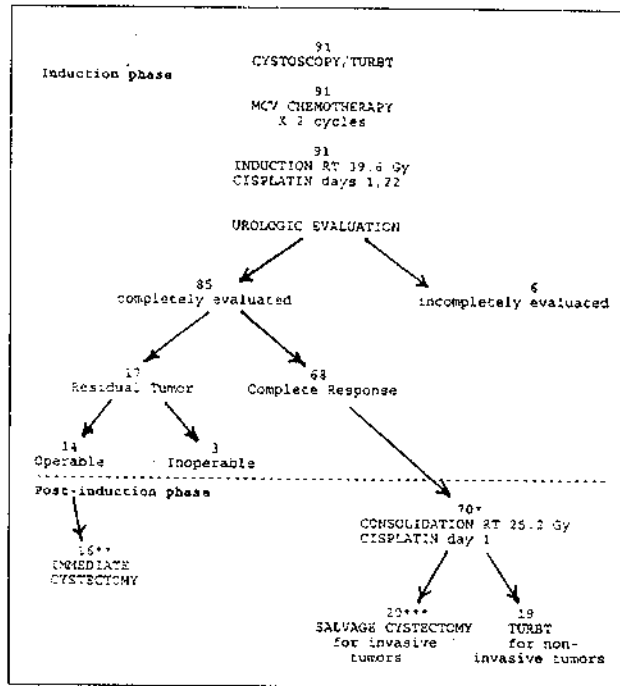 91
CYSTOSCOPY/TURBT
Induction phase
91
MCV CHEMOTHERAPY
X 2 cycles
91
INDUCTION RT 39.6 Gy
CISPLATIN days 1,22
UROLOGIC EVALUATION
85
completely evaluated
6
incompletely evaluated
17
Residual Tumor
68
Complete Response
14
Operable
3
Inoperable
Post-induction phase
70*
CONSOLIDATION RT 25.2 Gy
CISPLATIN day 1
16**
IMMEDIATE
CYSTECTOMY
20***
SALVAGE CYSTECTOMY
for invasive
tumors
19
TURBT
for non-
invasive tumors